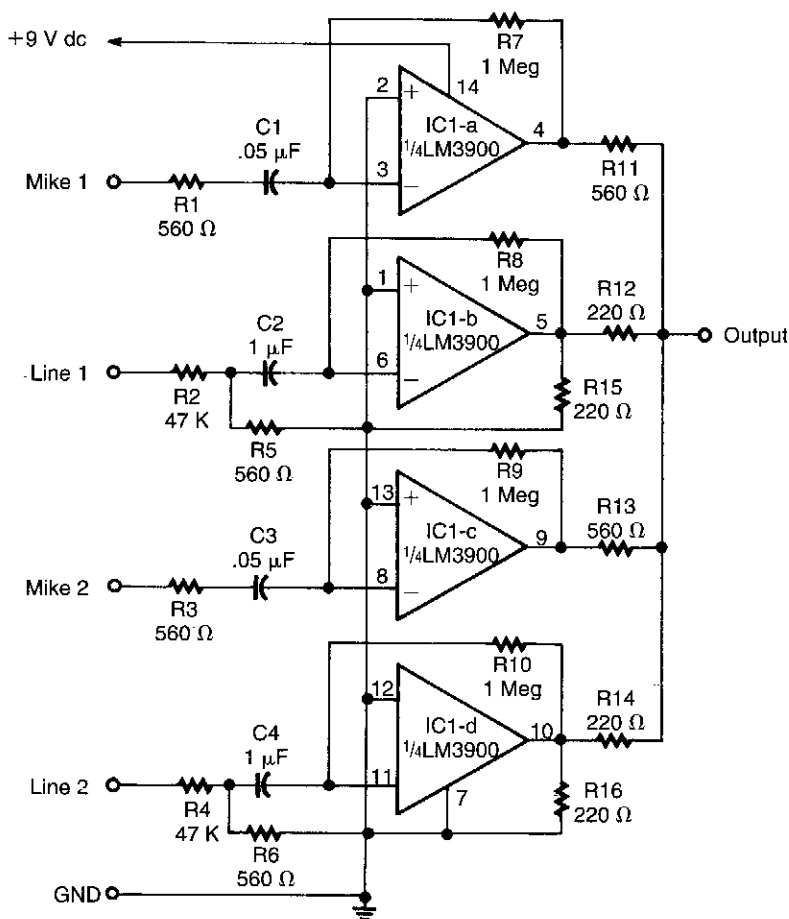 +9 V dc
R7
1 Meg
2
+
14
IC1-a
1/4LM3900
4
C1
.05 µF
3
−
Mike 1
R1
560 Ω
R11
560 Ω
R8
1 Meg
1
+
IC1-b
1/4LM3900
5
R12
220 Ω
Output
C2
1 µF
6
−
Line 1
R2
47 K
R5
560 Ω
R15
220 Ω
R9
1 Meg
13
+
IC1-c
1/4LM3900
9
R13
560 Ω
C3
.05 µF
8
−
Mike 2
R3
560 Ω
R10
1 Meg
12
+
IC1-d
1/4LM3900
10
R14
220 Ω
C4
1 µF
11
−
7
Line 2
R4
47 K
R6
560 Ω
R16
220 Ω
GND